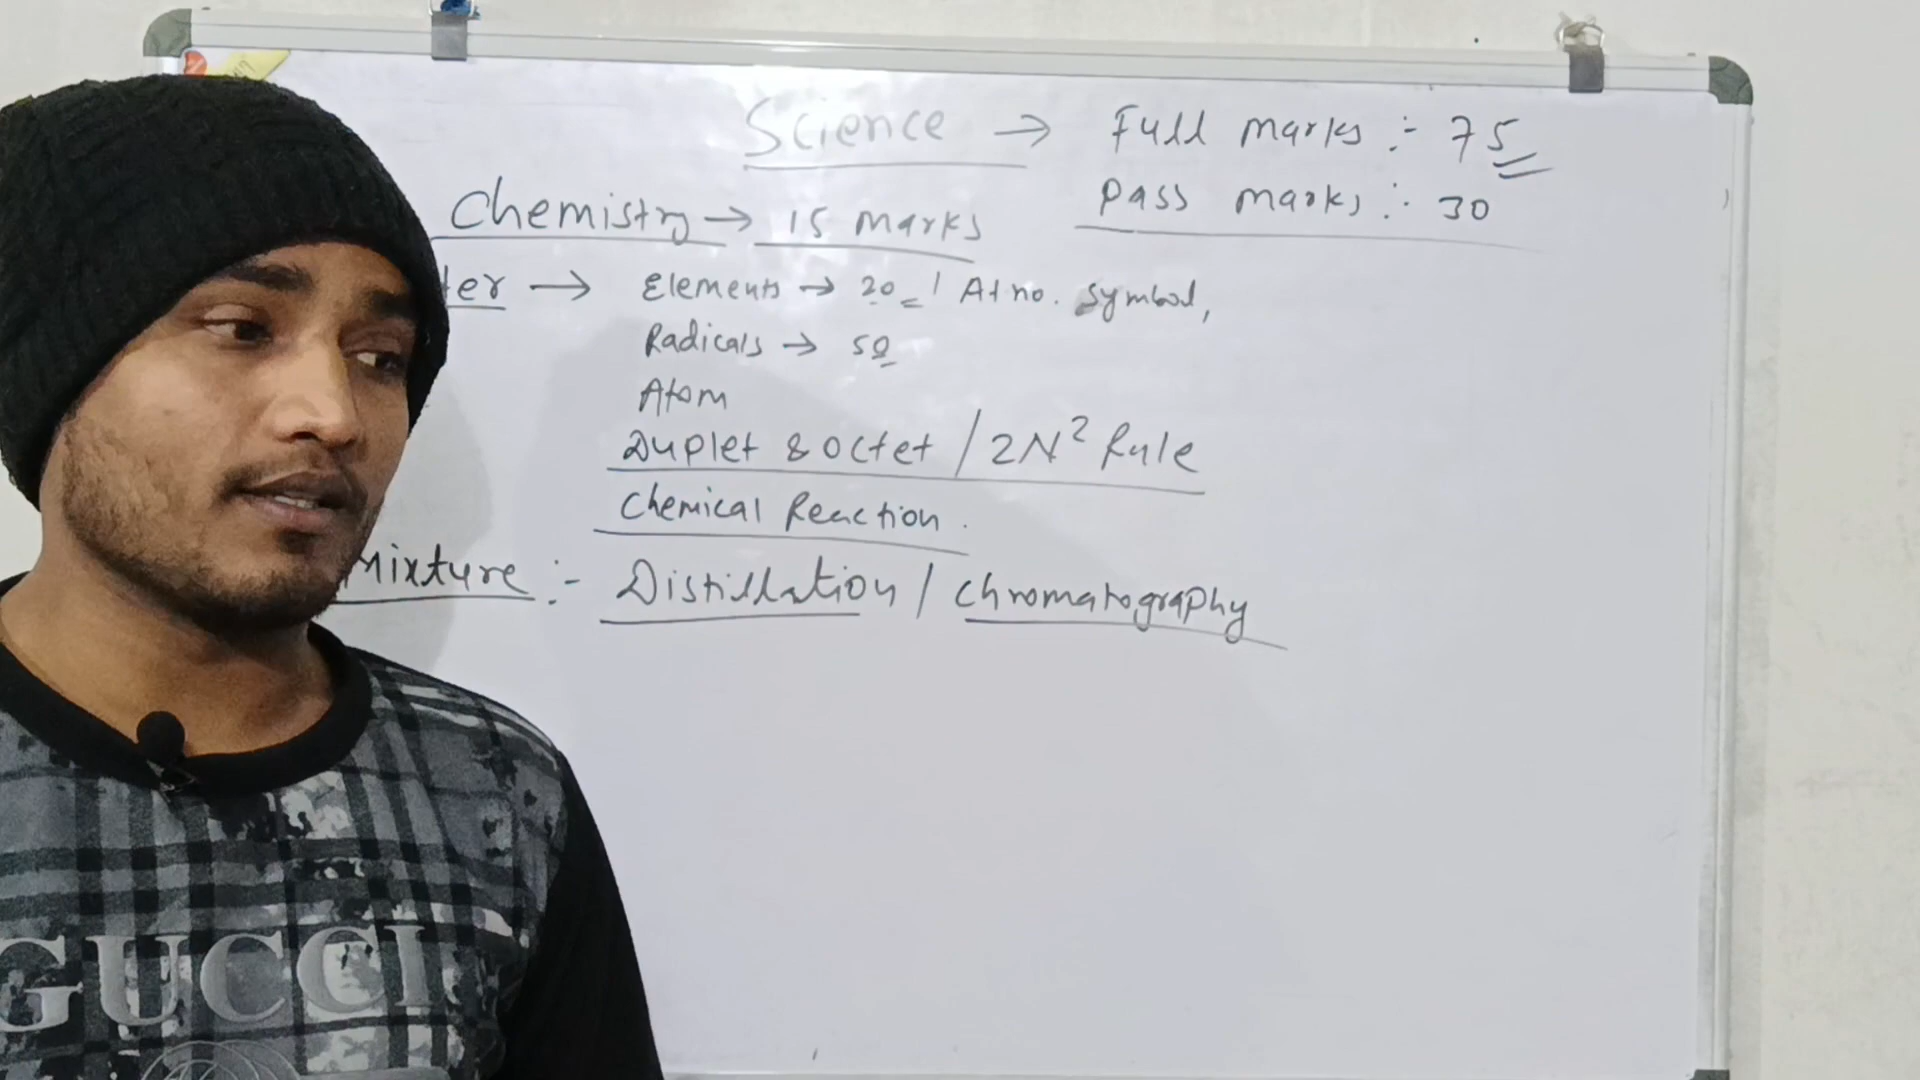 Science → Full marks :- 75
Pass marks :- 30
Chemistry → 15 marks
ter → Elements → 20 / At no. symbol,
Radicals → 50
Atom
Duplet & octet / 2N² Rule
Chemical Reaction.
Mixture :- Distillation / Chromatography
GUCCI